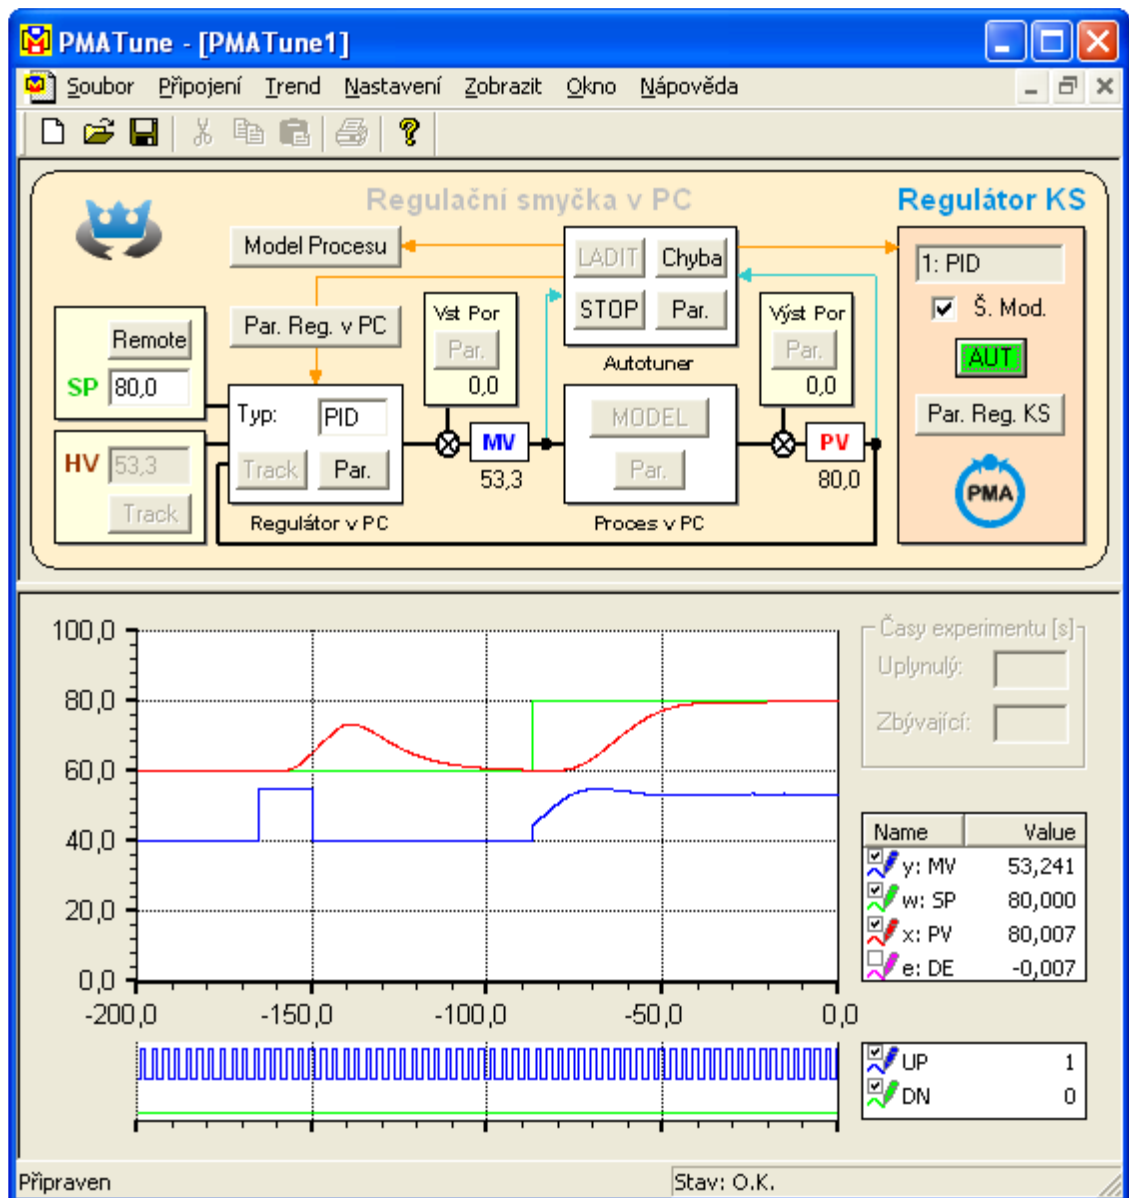 PMATune - [PMATune1]
Soubor Připojení Trend Nastavení Zobrazit Okno Nápověda
Regulační smyčka v PC
Regulátor KS
Model Procesu
LADIT Chyba
1: PID
Š. Mod.
Par. Reg. v PC
Vst Por
STOP Par.
Výst Por
Remote
Par.
Autotuner
Par.
AUT
SP 80,0
0,0
0,0
Typ: PID
MODEL
Par. Reg. KS
HV 53,3
Track Par.
MV
53,3
Par.
PV
80,0
PMA
Track
Regulátor v PC
Proces v PC
100,0
80,0
60,0
40,0
20,0
0,0
-200,0 -150,0 -100,0 -50,0 0,0
Časy experimentu [s]
Uplynulý:
Zbývající:
Name Value
y: MV 53,241
w: SP 80,000
x: PV 80,007
e: DE -0,007
UP 1
DN 0
Připraven
Stav: O.K.